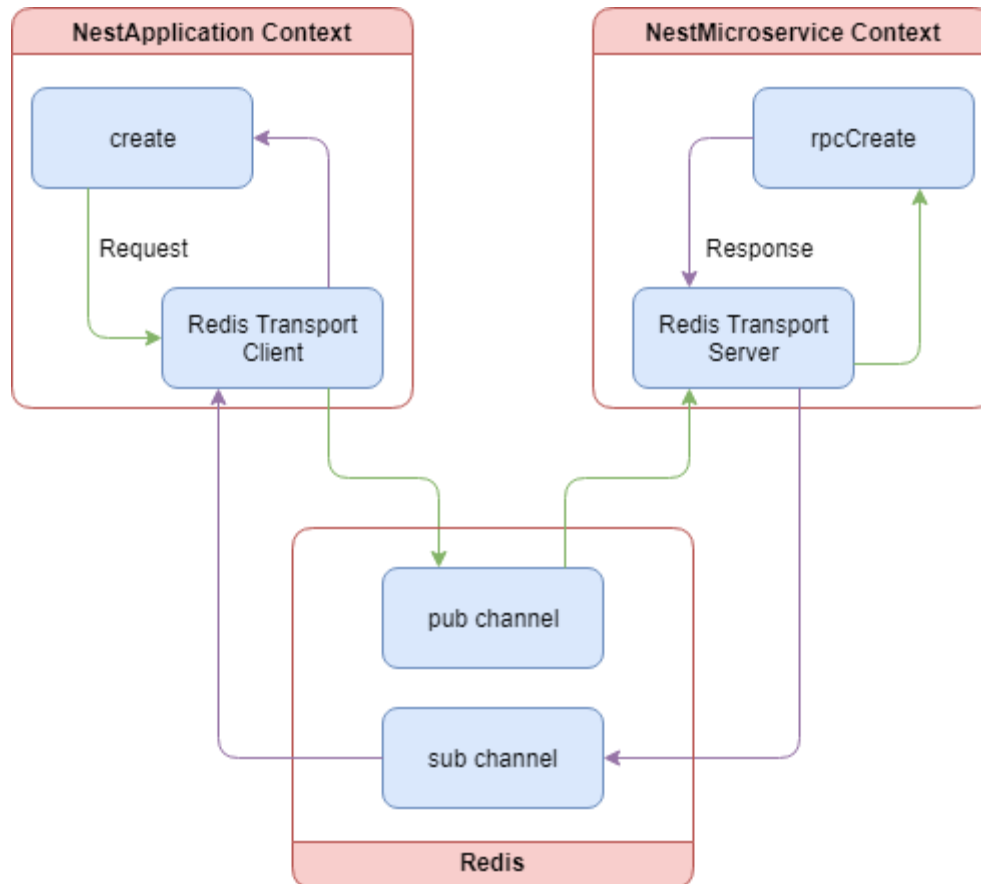 NestApplication Context
NestMicroservice Context
create
rpcCreate
Request
Response
Redis Transport
Client
Redis Transport
Server
pub channel
sub channel
Redis